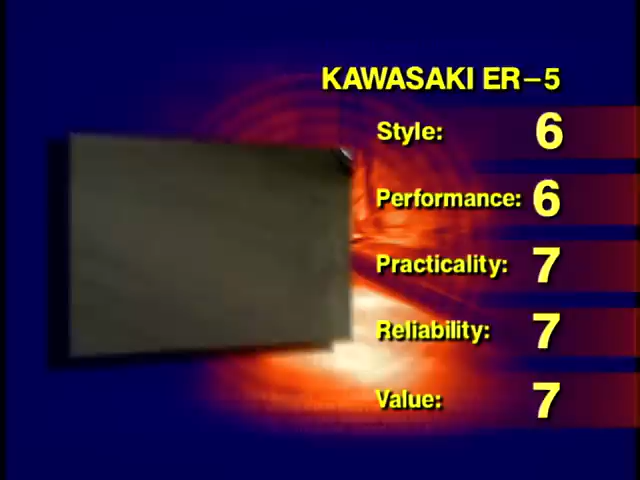 KAWASAKI ER-5
Style: 6
Performance: 6
Practicality: 7
Reliability: 7
Value: 7